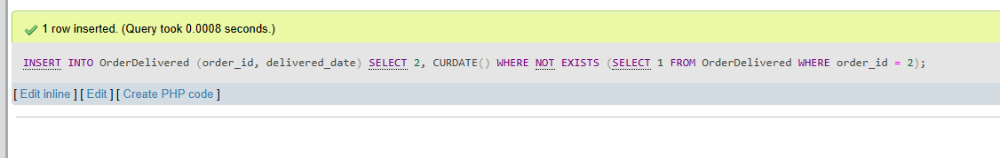 1 row inserted. (Query took 0.0008 seconds.)
INSERT INTO OrderDelivered (order_id, delivered_date) SELECT 2, CURDATE() WHERE NOT EXISTS (SELECT 1 FROM OrderDelivered WHERE order_id = 2);
[ Edit inline ] [ Edit ] [ Create PHP code ]